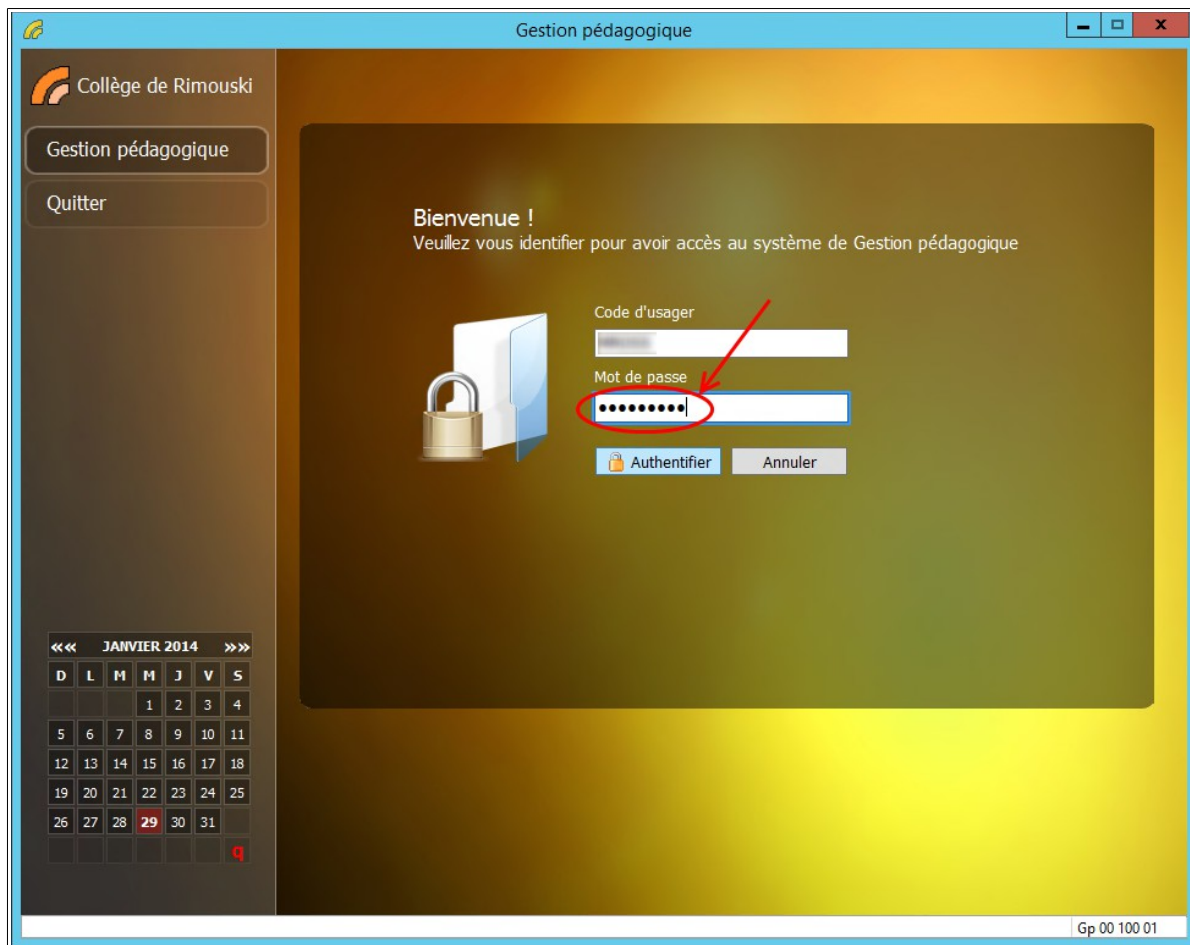 Gestion pédagogique
Collège de Rimouski
Gestion pédagogique
Quitter
Bienvenue !
Veuillez vous identifier pour avoir accès au système de Gestion pédagogique
Code d'usager
Mot de passe
Authentifier Annuler
«« JANVIER 2014 »»
D L M M J V S
1 2 3 4
5 6 7 8 9 10 11
12 13 14 15 16 17 18
19 20 21 22 23 24 25
26 27 28 29 30 31
q
Gp 00 100 01